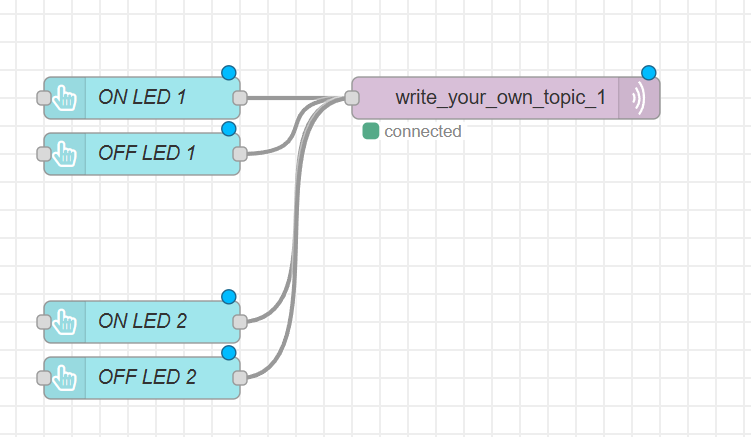 ON LED 1
write_your_own_topic_1
OFF LED 1
connected
ON LED 2
OFF LED 2